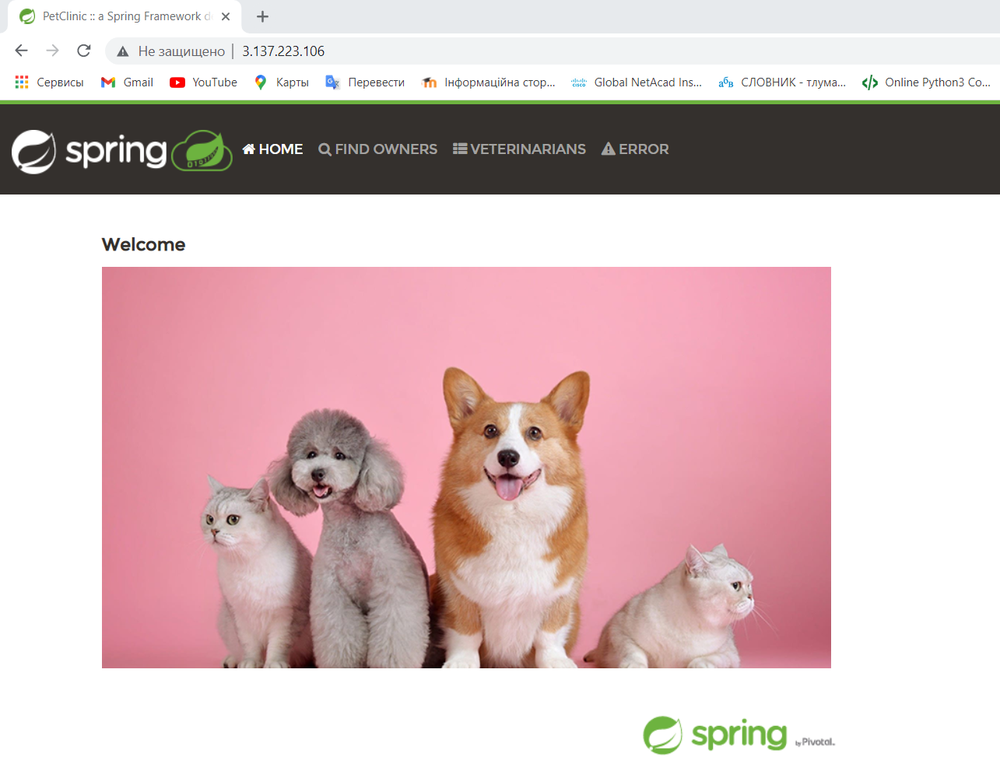 PetClinic :: a Spring Framework d
Не защищено | 3.137.223.106
Сервисы Gmail YouTube Карты Перевести Інформаційна стор... Global NetAcad Ins... СЛОВНИК - тлума... Online Python3 Co...
spring HOME FIND OWNERS VETERINARIANS ERROR
Welcome
spring by Pivotal.